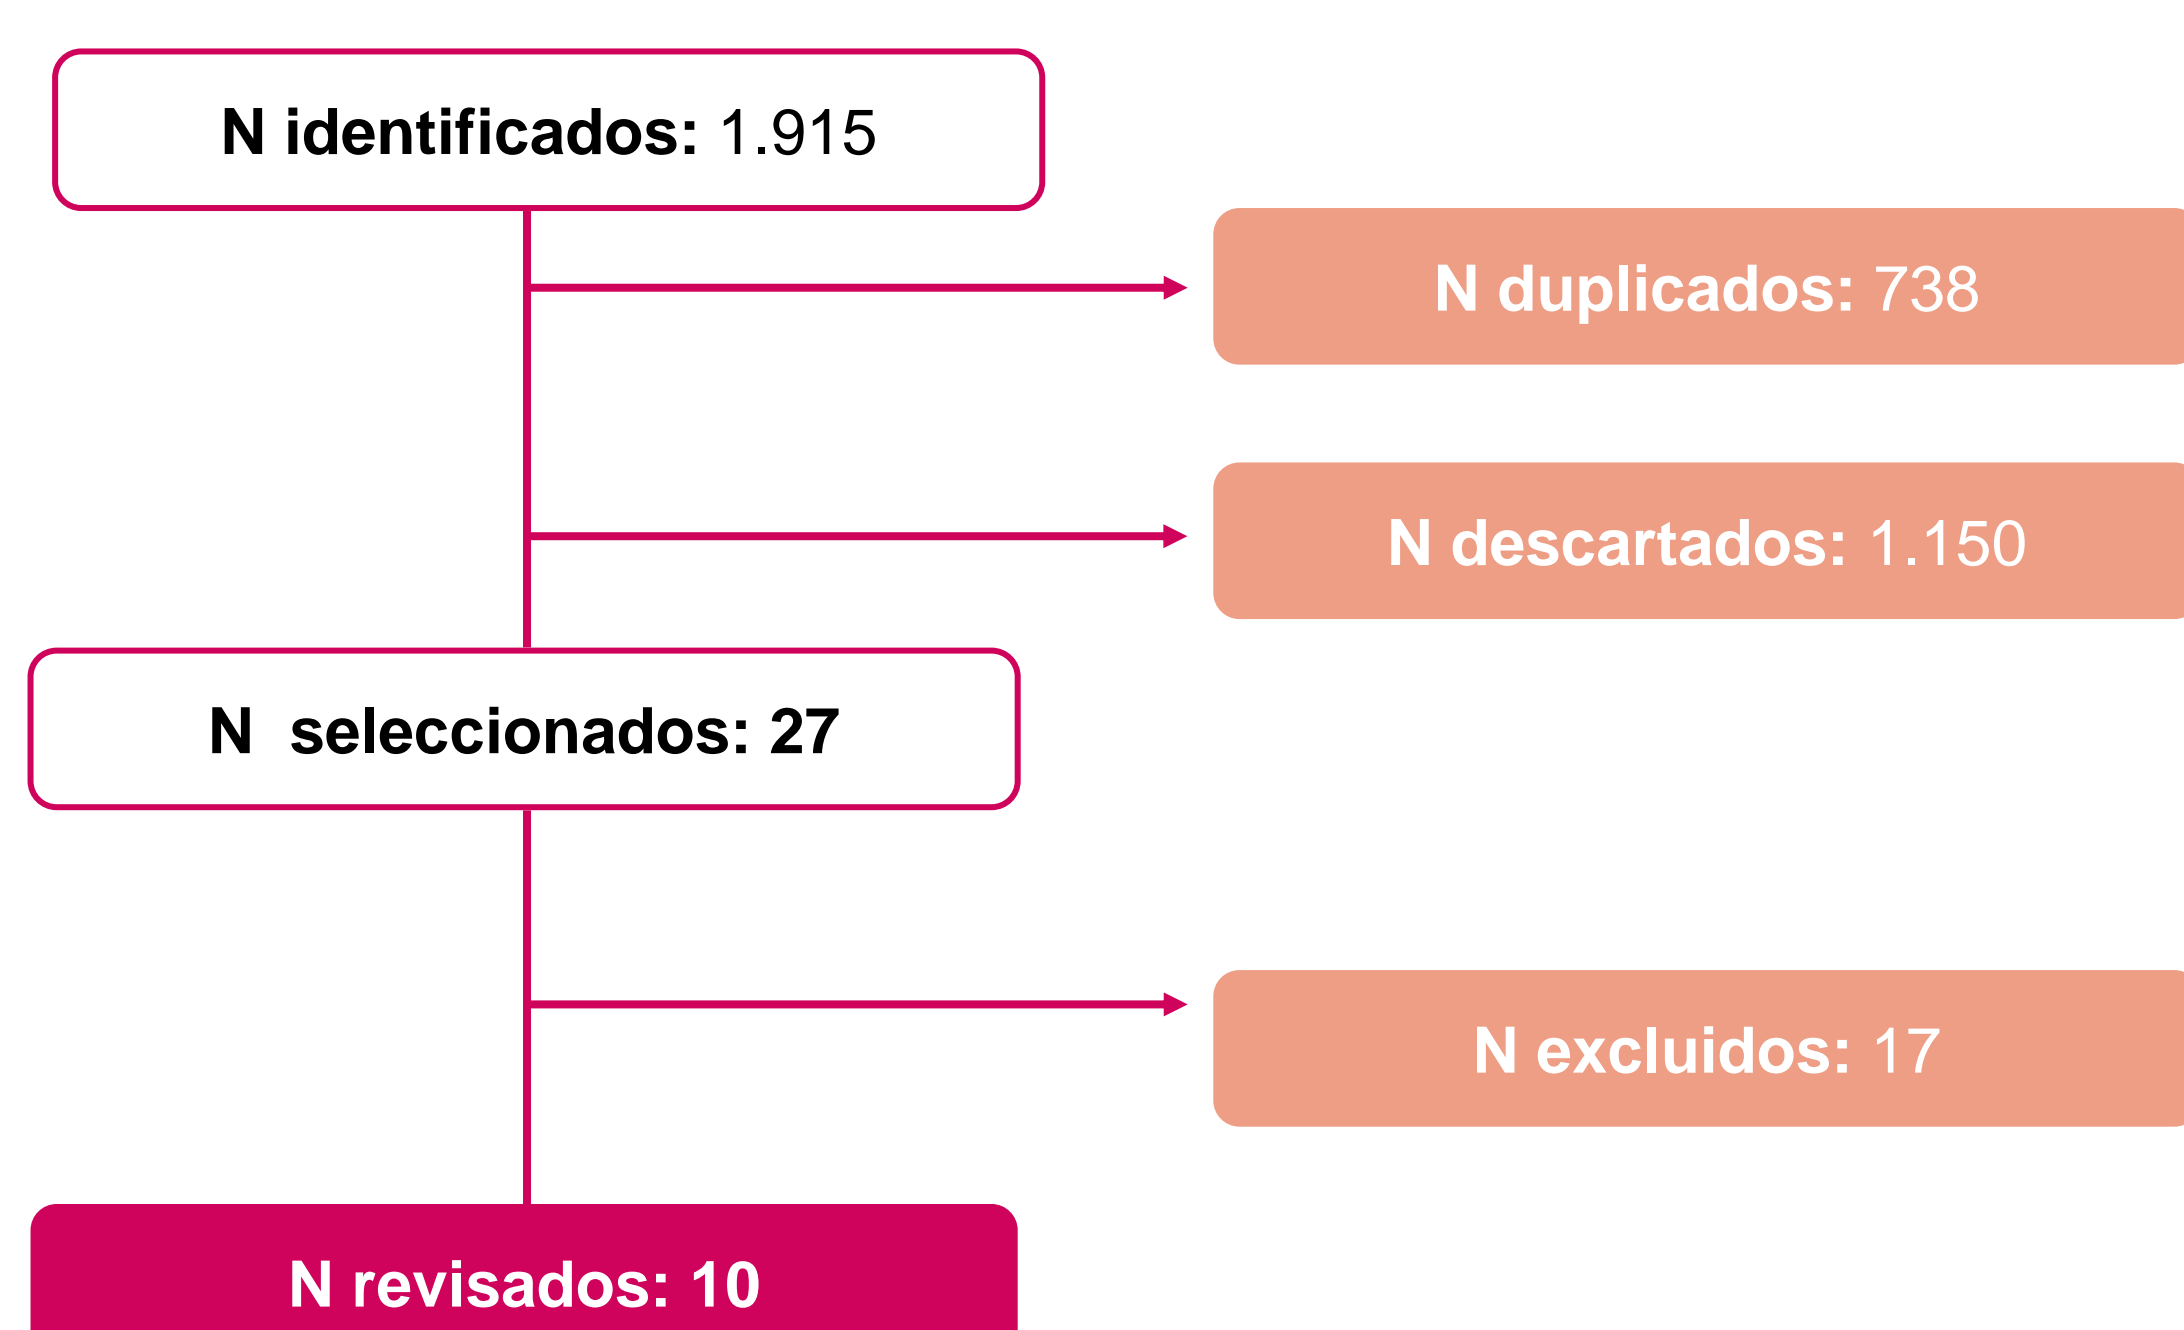 N identificados: 1.915
N duplicados: 738
N descartados: 1.150
N seleccionados: 27
N excluidos: 17
N revisados: 10